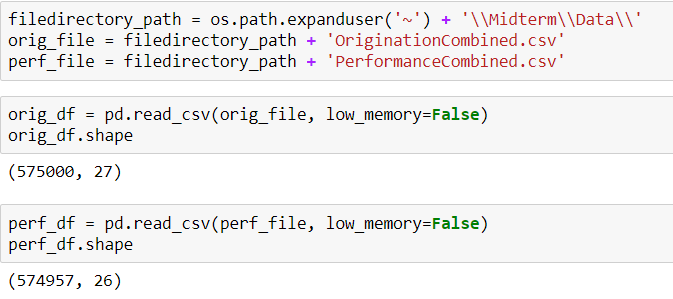 filedirectory_path = os.path.expanduser('~') + '\\Midterm\\Data\\'
orig_file = filedirectory_path + 'OriginationCombined.csv'
perf_file = filedirectory_path + 'PerformanceCombined.csv'
orig_df = pd.read_csv(orig_file, low_memory=False)
orig_df.shape
(575000, 27)
perf_df = pd.read_csv(perf_file, low_memory=False)
perf_df.shape
(574957, 26)